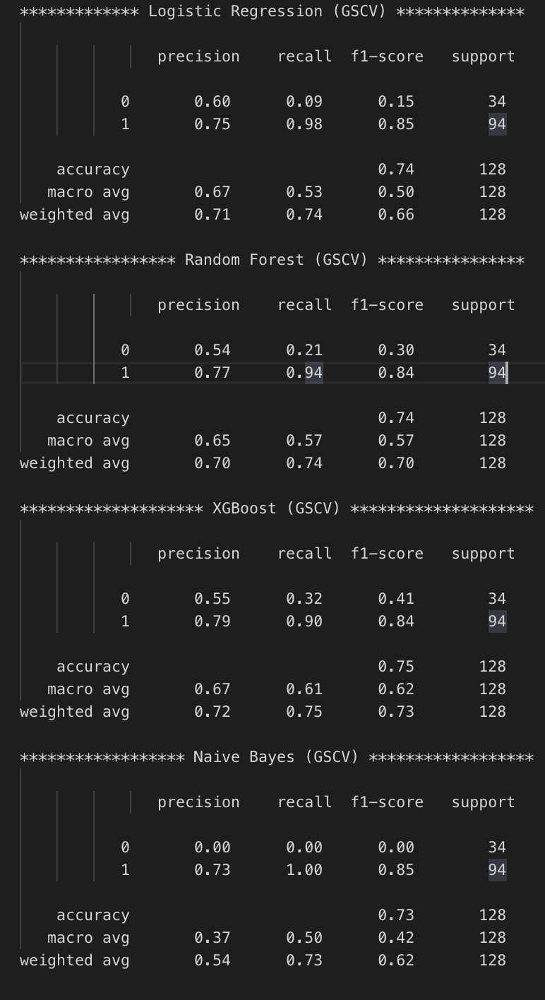 ************* Logistic Regression (GSCV) **************
precision recall f1-score support
0 0.60 0.09 0.15 34
1 0.75 0.98 0.85 94
accuracy 0.74 128
macro avg 0.67 0.53 0.50 128
weighted avg 0.71 0.74 0.66 128
***************** Random Forest (GSCV) ****************
precision recall f1-score support
0 0.54 0.21 0.30 34
1 0.77 0.94 0.84 94
accuracy 0.74 128
macro avg 0.65 0.57 0.57 128
weighted avg 0.70 0.74 0.70 128
******************** XGBoost (GSCV) ********************
precision recall f1-score support
0 0.55 0.32 0.41 34
1 0.79 0.90 0.84 94
accuracy 0.75 128
macro avg 0.67 0.61 0.62 128
weighted avg 0.72 0.75 0.73 128
****************** Naive Bayes (GSCV) ******************
precision recall f1-score support
0 0.00 0.00 0.00 34
1 0.73 1.00 0.85 94
accuracy 0.73 128
macro avg 0.37 0.50 0.42 128
weighted avg 0.54 0.73 0.62 128